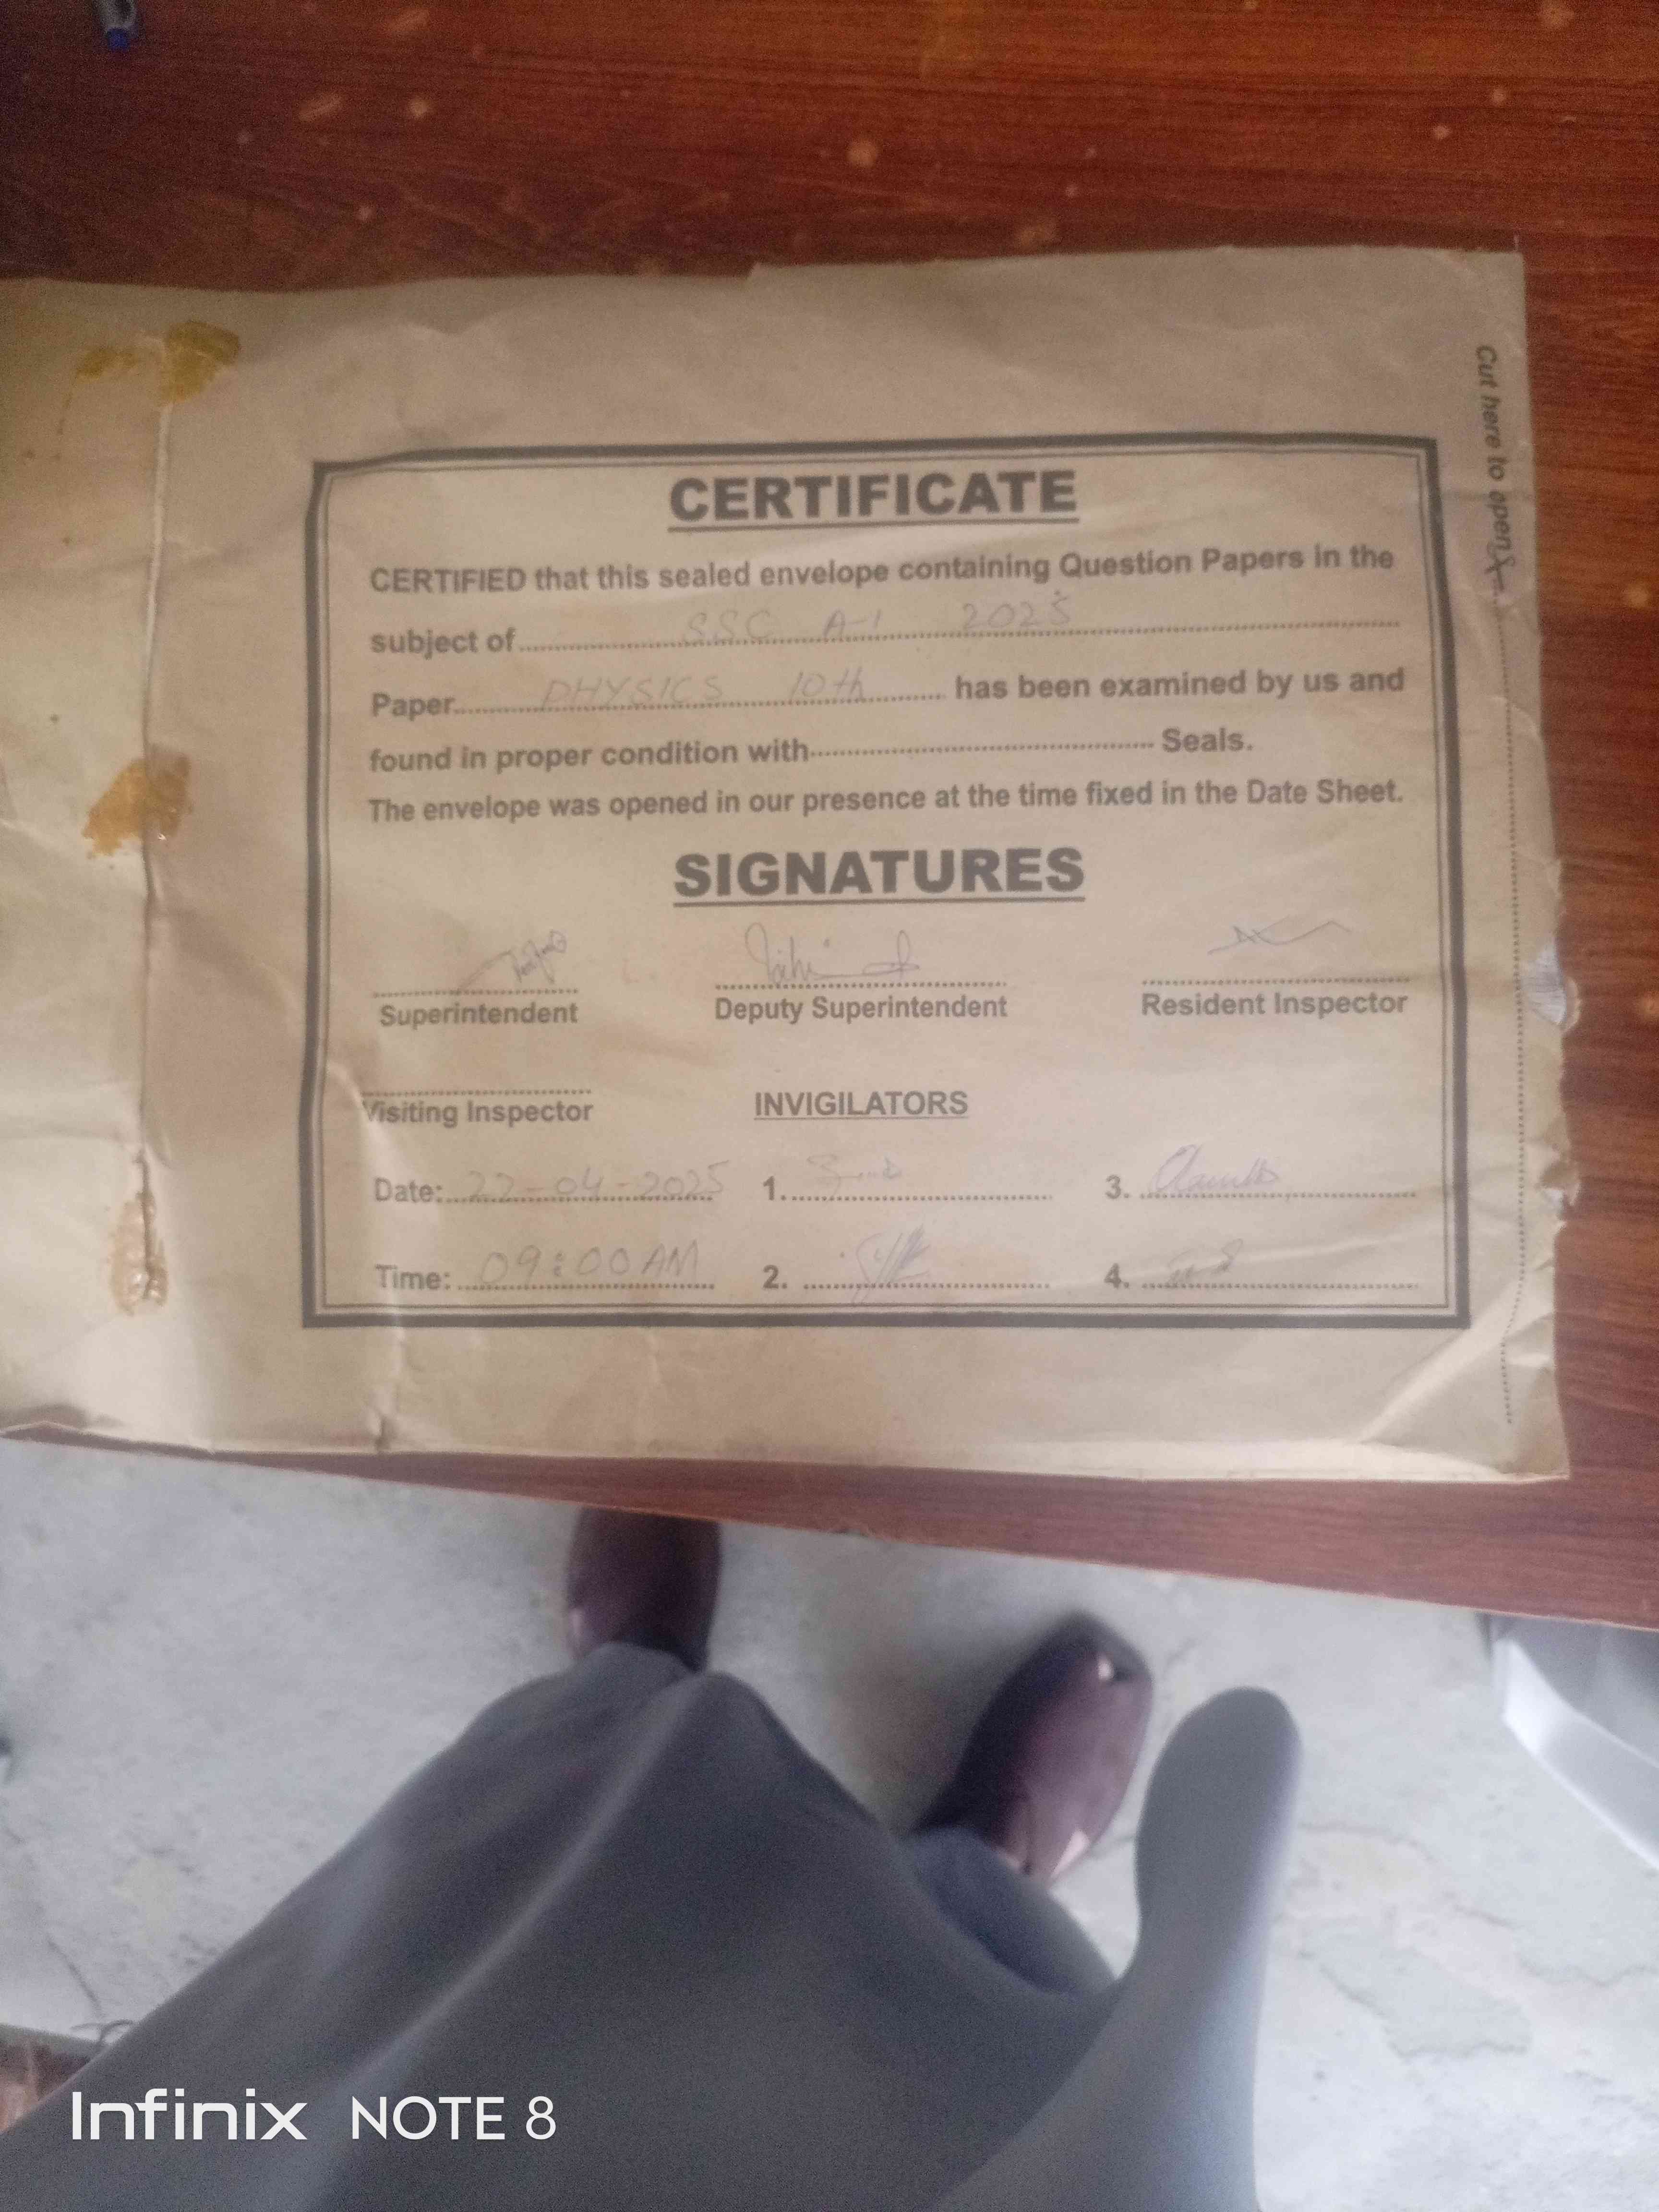 Cut here to open
CERTIFICATE
CERTIFIED that this sealed envelope containing Question Papers in the
subject of SSC A-I 2025
Paper PHYSICS 10th has been examined by us and
found in proper condition with Seals.
The envelope was opened in our presence at the time fixed in the Date Sheet.
SIGNATURES
Superintendent Deputy Superintendent Resident Inspector
Visiting Inspector INVIGILATORS
Date: 22-04-2025 1. 3.
Time: 09:00 AM 2. 4.
Infinix NOTE 8